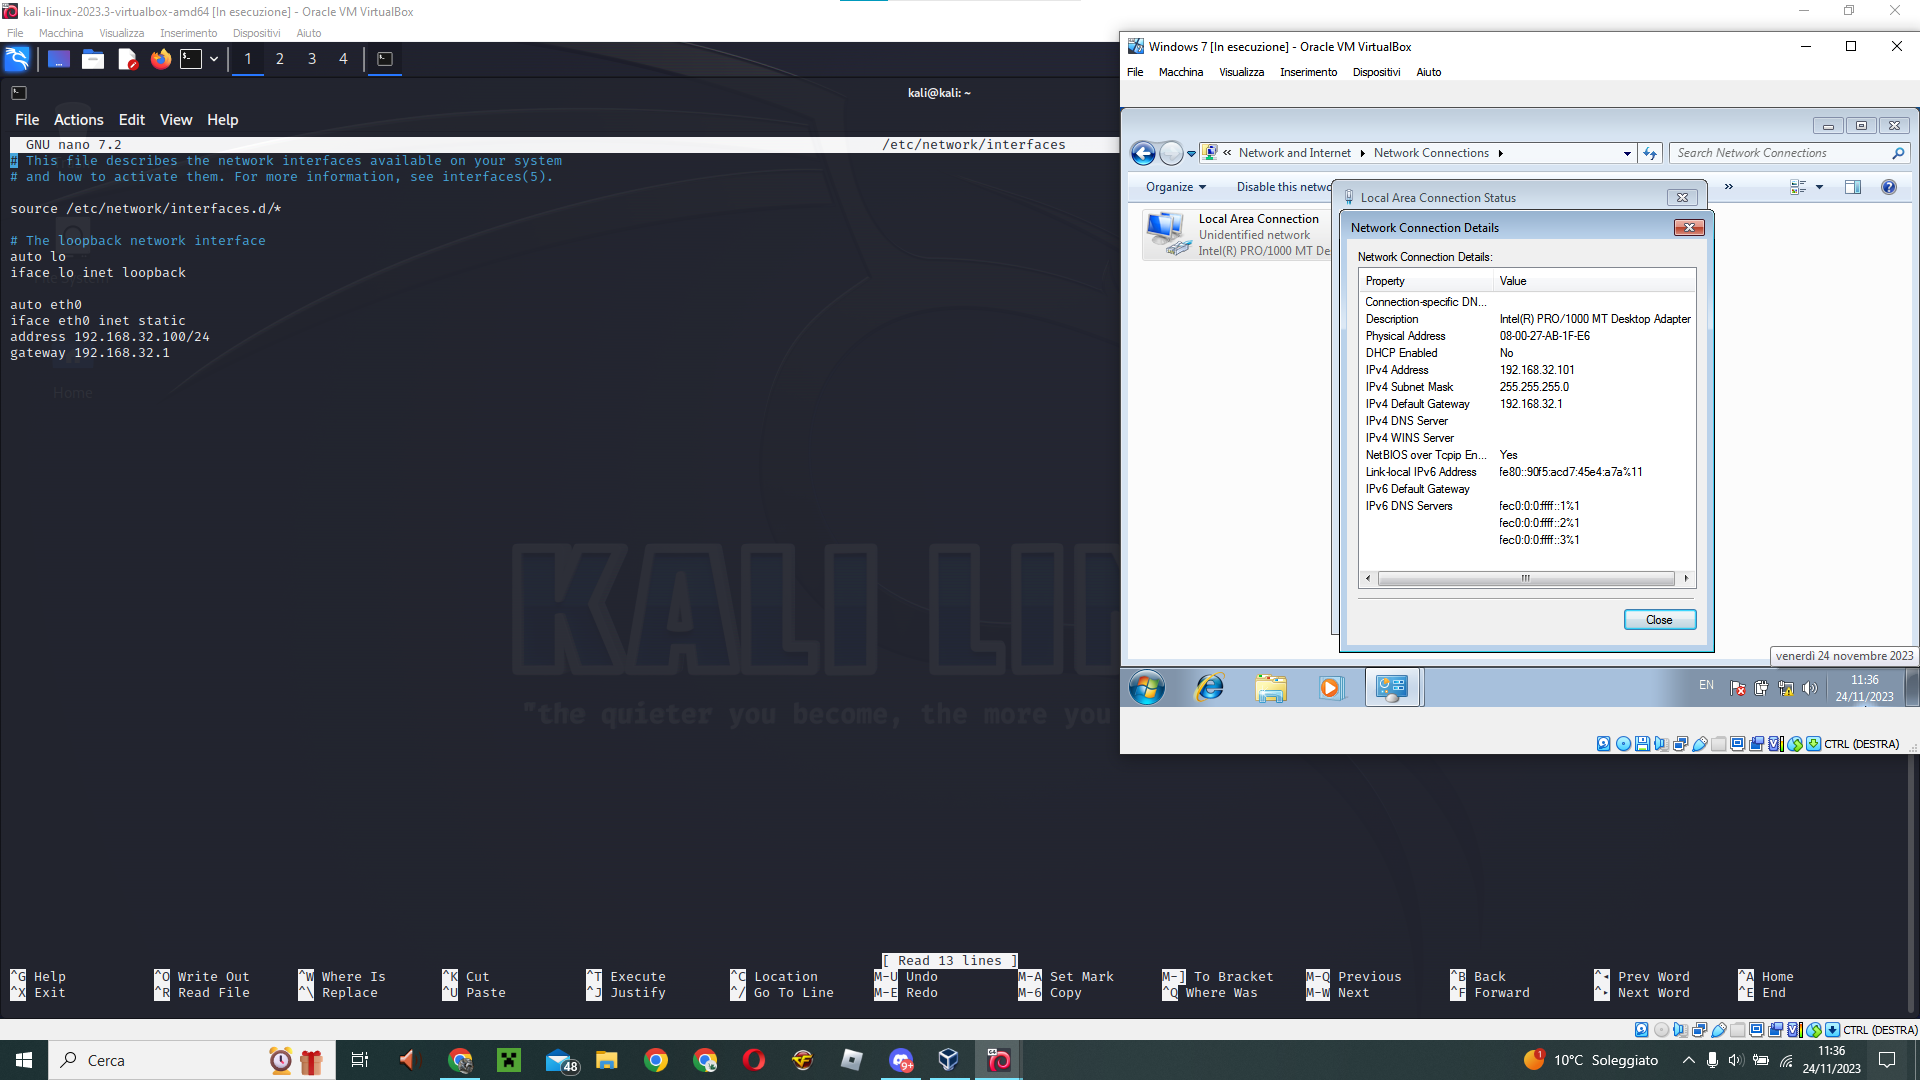 kali-linux-2023.3-virtualbox-amd64 [In esecuzione] - Oracle VM VirtualBox
File Macchina Visualizza Inserimento Dispositivi Aiuto
1 2 3 4
kali@kali: ~
File Actions Edit View Help
GNU nano 7.2 /etc/network/interfaces
# This file describes the network interfaces available on your system
# and how to activate them. For more information, see interfaces(5).
source /etc/network/interfaces.d/*
# The loopback network interface
auto lo
iface lo inet loopback
auto eth0
iface eth0 inet static
address 192.168.32.100/24
gateway 192.168.32.1
Home
KALI LIN
"the quieter you become, the more you
[ Read 13 lines ]
^G Help ^O Write Out ^W Where Is ^K Cut ^T Execute ^C Location M-U Undo M-A Set Mark M-] To Bracket M-Q Previous ^B Back ^◂ Prev Word ^A Home
^X Exit ^R Read File ^\ Replace ^U Paste ^J Justify ^/ Go To Line M-E Redo M-6 Copy ^Q Where Was M-W Next ^F Forward ^▸ Next Word ^E End
CTRL (DESTRA)
Windows 7 [In esecuzione] - Oracle VM VirtualBox
File Macchina Visualizza Inserimento Dispositivi Aiuto
« Network and Internet Network Connections Search Network Connections
Organize Disable this netwo »
Local Area Connection
Unidentified network
Intel(R) PRO/1000 MT De
Local Area Connection Status
Network Connection Details
Network Connection Details:
Property Value
Connection-specific DN...
Description Intel(R) PRO/1000 MT Desktop Adapter
Physical Address 08-00-27-AB-1F-E6
DHCP Enabled No
IPv4 Address 192.168.32.101
IPv4 Subnet Mask 255.255.255.0
IPv4 Default Gateway 192.168.32.1
IPv4 DNS Server
IPv4 WINS Server
NetBIOS over Tcpip En... Yes
Link-local IPv6 Address fe80::90f5:acd7:45e4:a7a%11
IPv6 Default Gateway
IPv6 DNS Servers fec0:0:0:ffff::1%1
fec0:0:0:ffff::2%1
fec0:0:0:ffff::3%1
Close
venerdì 24 novembre 2023
EN 11:36
24/11/2023
CTRL (DESTRA)
Cerca 48 9+ 1 10°C Soleggiato 11:36
24/11/2023